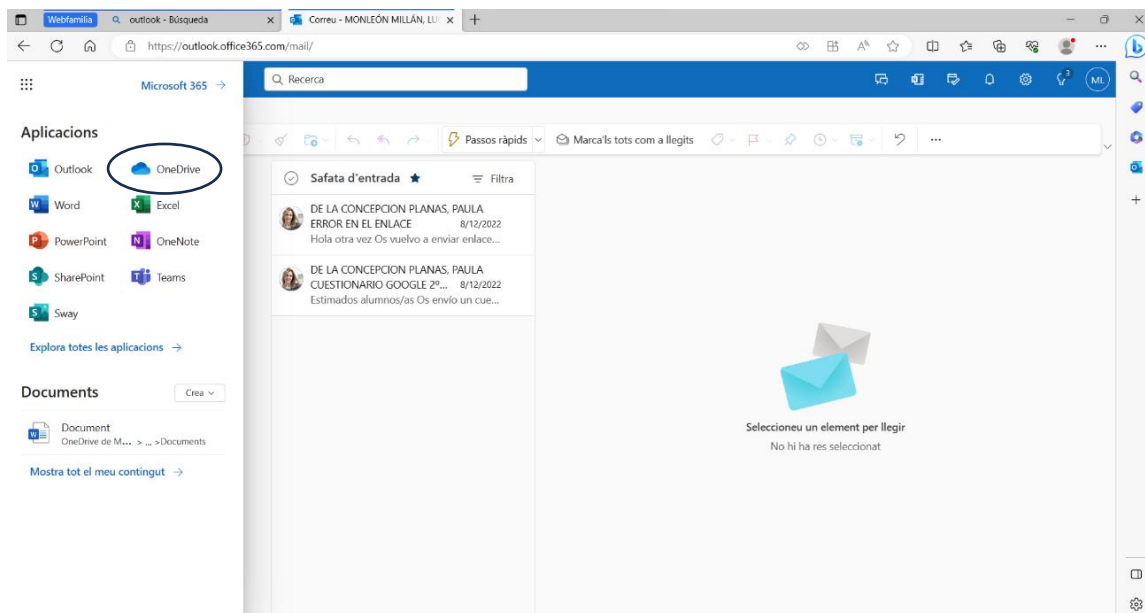 Webfamilia
outlook - Búsqueda
Correu - MONLEÓN MILLÁN, LU
https://outlook.office365.com/mail/
Microsoft 365
Recerca
3
ML
Aplicacions
Outlook
OneDrive
Word
Excel
PowerPoint
OneNote
SharePoint
Teams
Sway
Explora totes les aplicacions
Documents
Crea
Document
OneDrive de M... > ... >Documents
Mostra tot el meu contingut
Passos ràpids
Marca'ls tots com a llegits
Safata d'entrada
Filtra
DE LA CONCEPCION PLANAS, PAULA
ERROR EN EL ENLACE 8/12/2022
Hola otra vez Os vuelvo a enviar enlace...
DE LA CONCEPCION PLANAS, PAULA
CUESTIONARIO GOOGLE 2º... 8/12/2022
Estimados alumnos/as Os envío un cue...
Seleccioneu un element per llegir
No hi ha res seleccionat